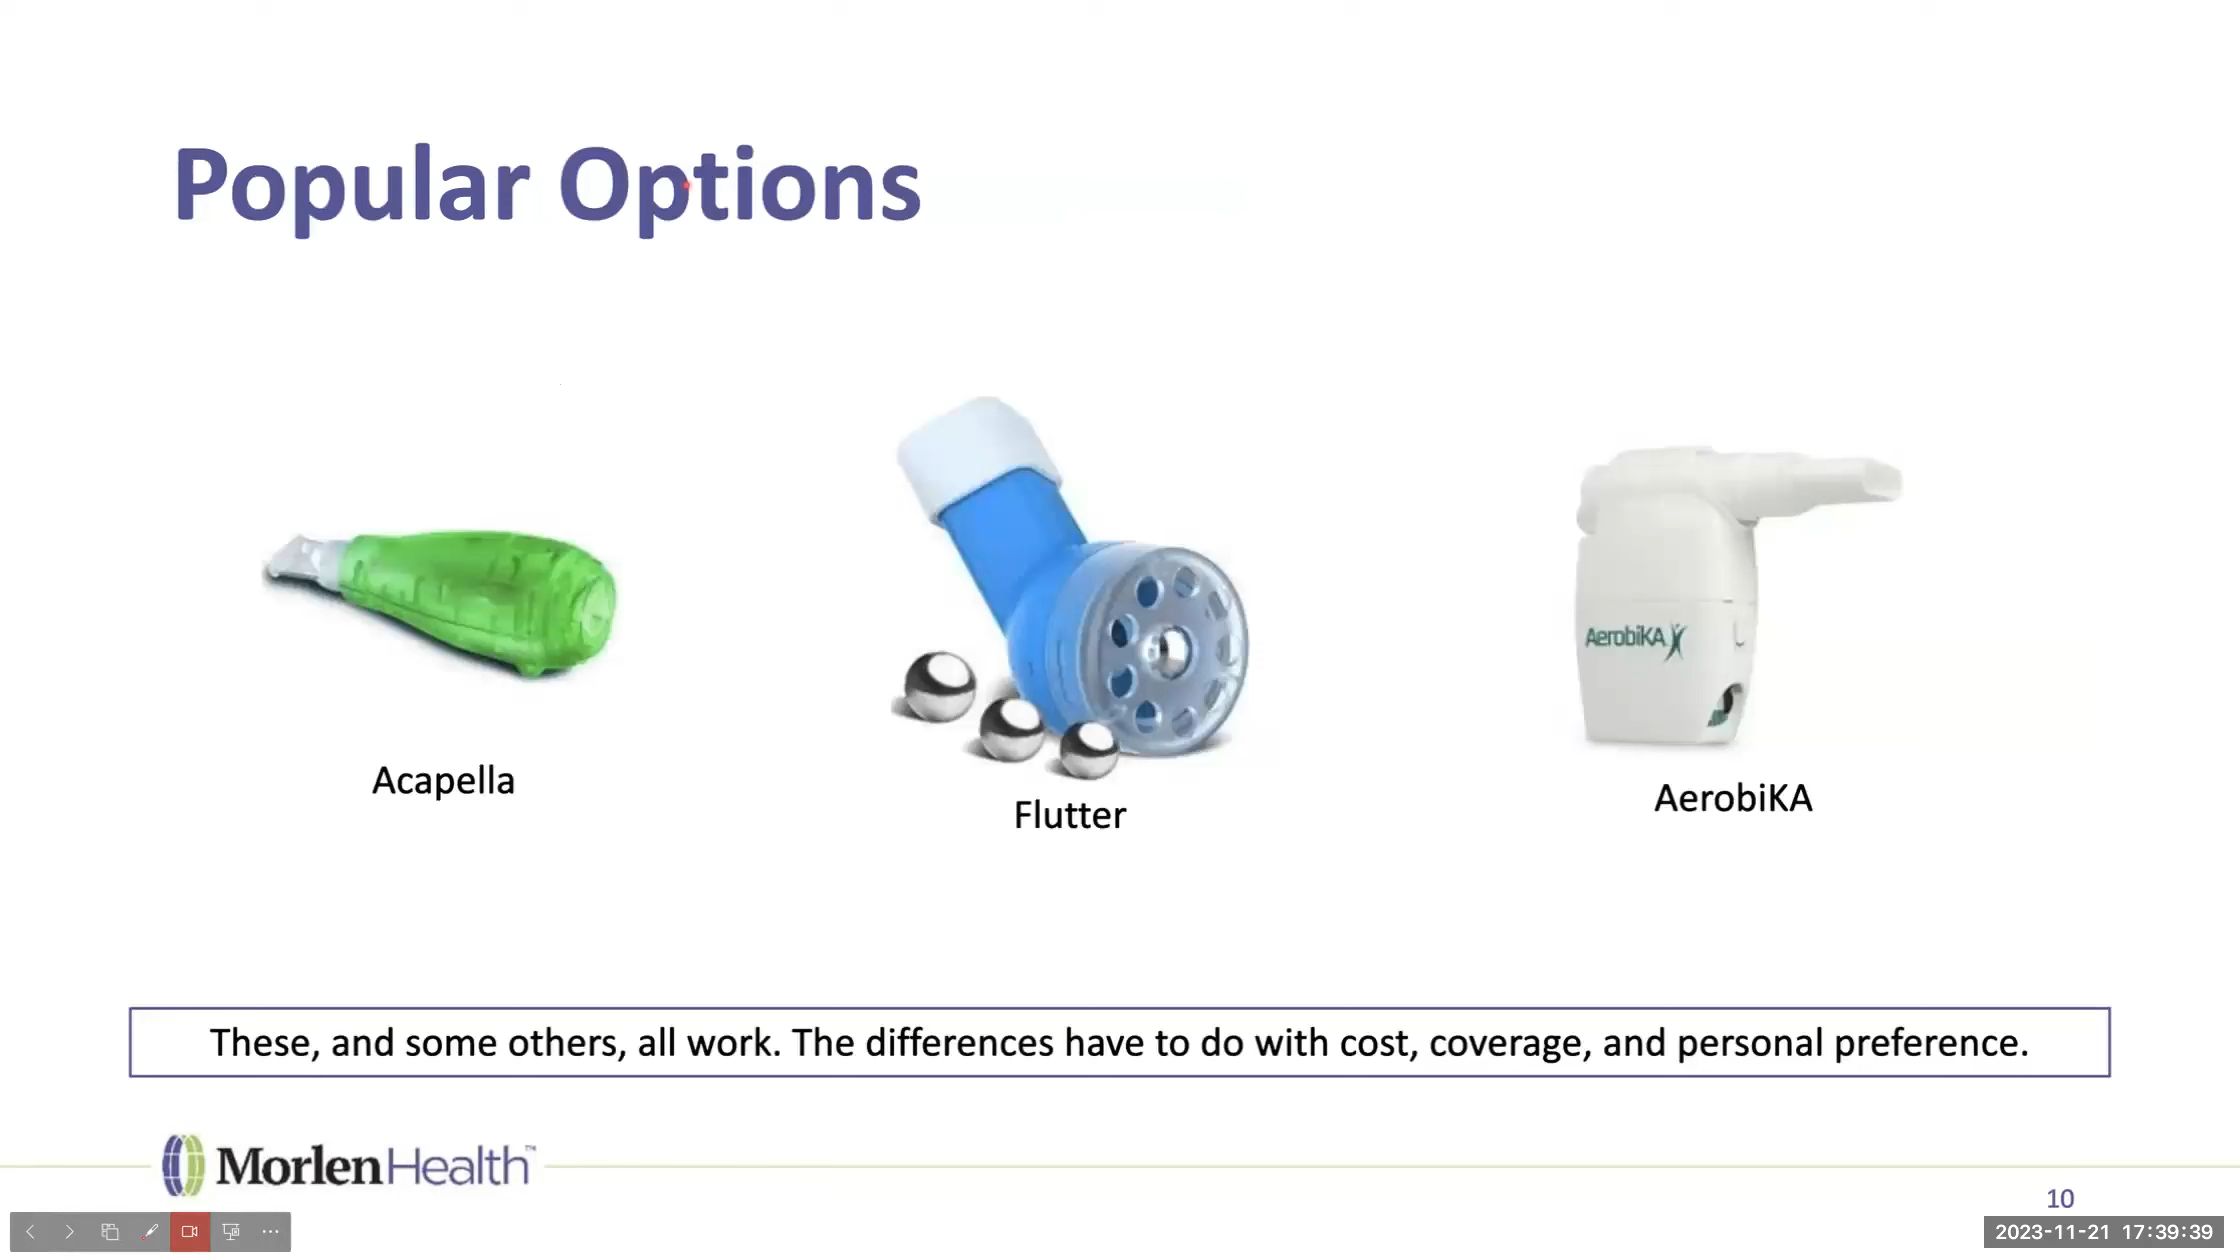 Popular Options
AerobiKA
Acapella
Flutter
AerobiKA
These, and some others, all work. The differences have to do with cost, coverage, and personal preference.
MorlenHealth™
10
2023-11-21 17:39:39